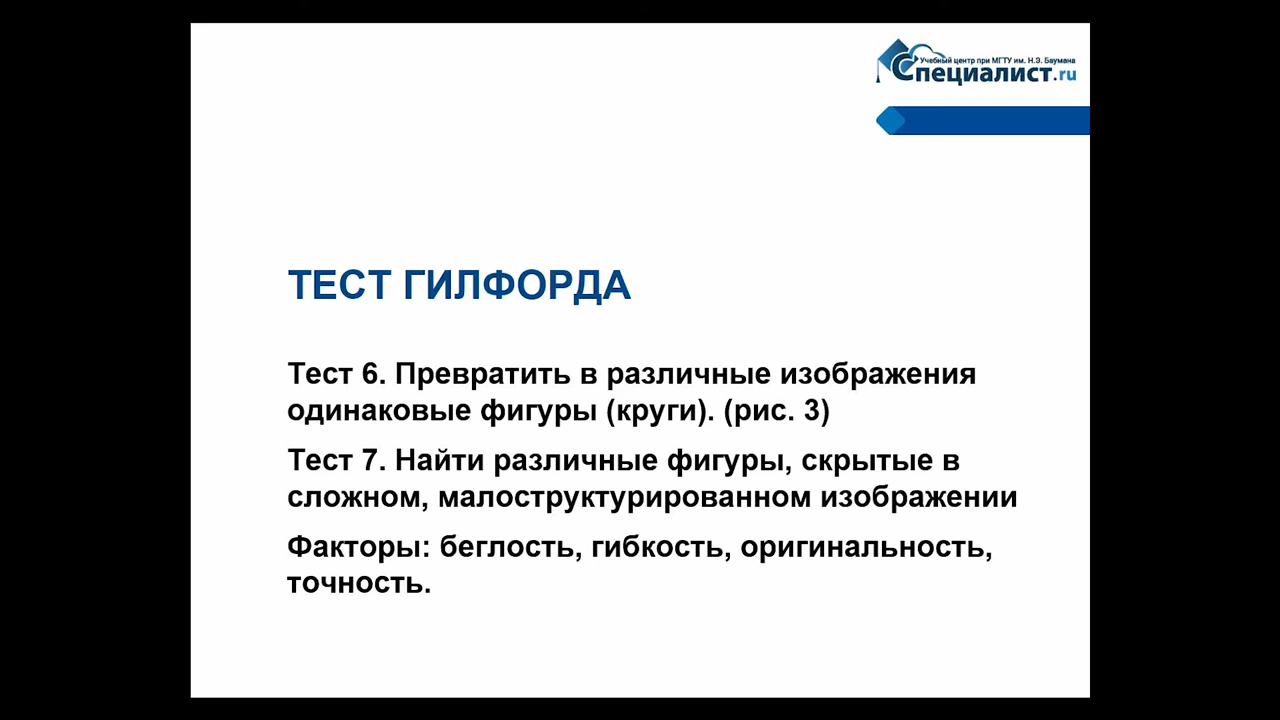 Учебный центр при МГТУ им. Н.Э. Баумана
Специалист.ru
ТЕСТ ГИЛФОРДА
Тест 6. Превратить в различные изображения
одинаковые фигуры (круги). (рис. 3)
Тест 7. Найти различные фигуры, скрытые в
сложном, малоструктурированном изображении
Факторы: беглость, гибкость, оригинальность,
точность.